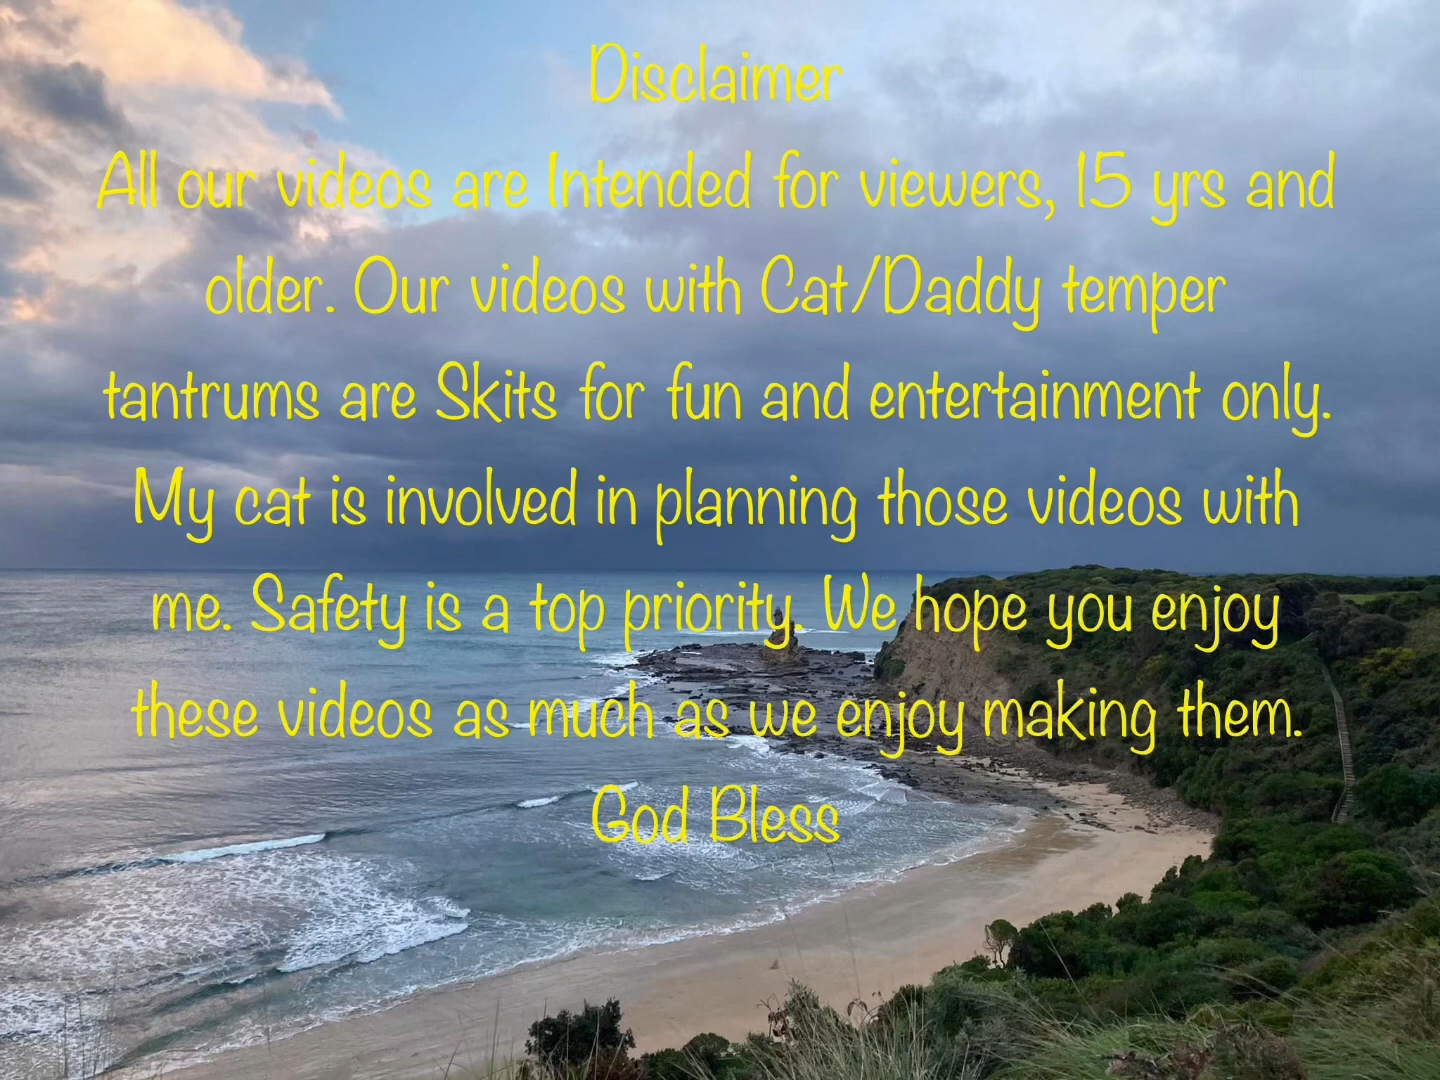 Disclaimer
All our videos are Intended for viewers, 15 yrs and
older. Our videos with Cat/Daddy temper
tantrums are Skits for fun and entertainment only.
My cat is involved in planning those videos with
me. Safety is a top priority. We hope you enjoy
these videos as much as we enjoy making them.
God Bless